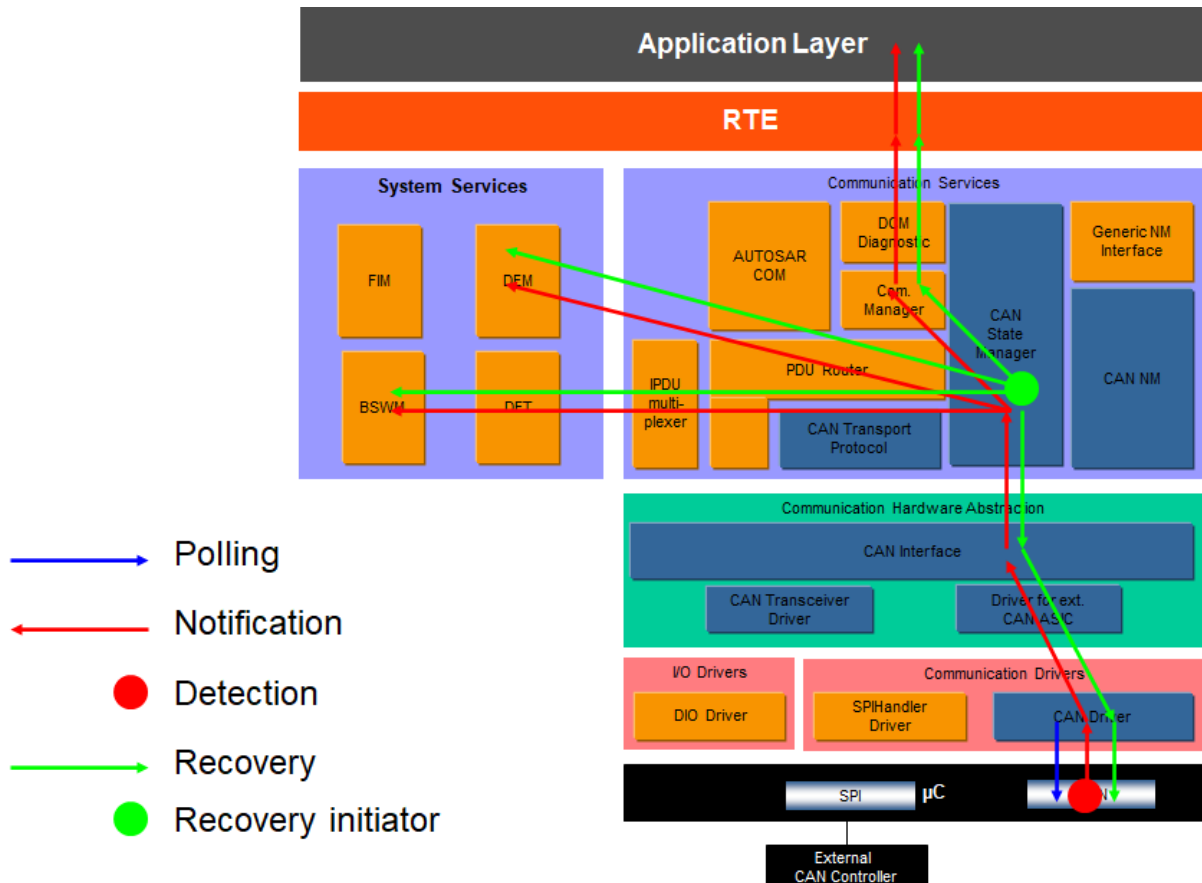 Application Layer
RTE
System Services
FIM
DEM
BSWM
DET
Communication Services
AUTOSAR
COM
DCM
Diagnostic
Com.
Manager
CAN
State
Manager
Generic NM
Interface
CAN NM
IPDU
multi-
plexer
PDU Router
CAN Transport
Protocol
Communication Hardware Abstraction
CAN Interface
CAN Transceiver
Driver
Driver for ext.
CAN ASIC
I/O Drivers
DIO Driver
Communication Drivers
SPIHandler
Driver
CAN Driver
SPI
µC
External
CAN Controller
Polling
Notification
Detection
Recovery
Recovery initiator